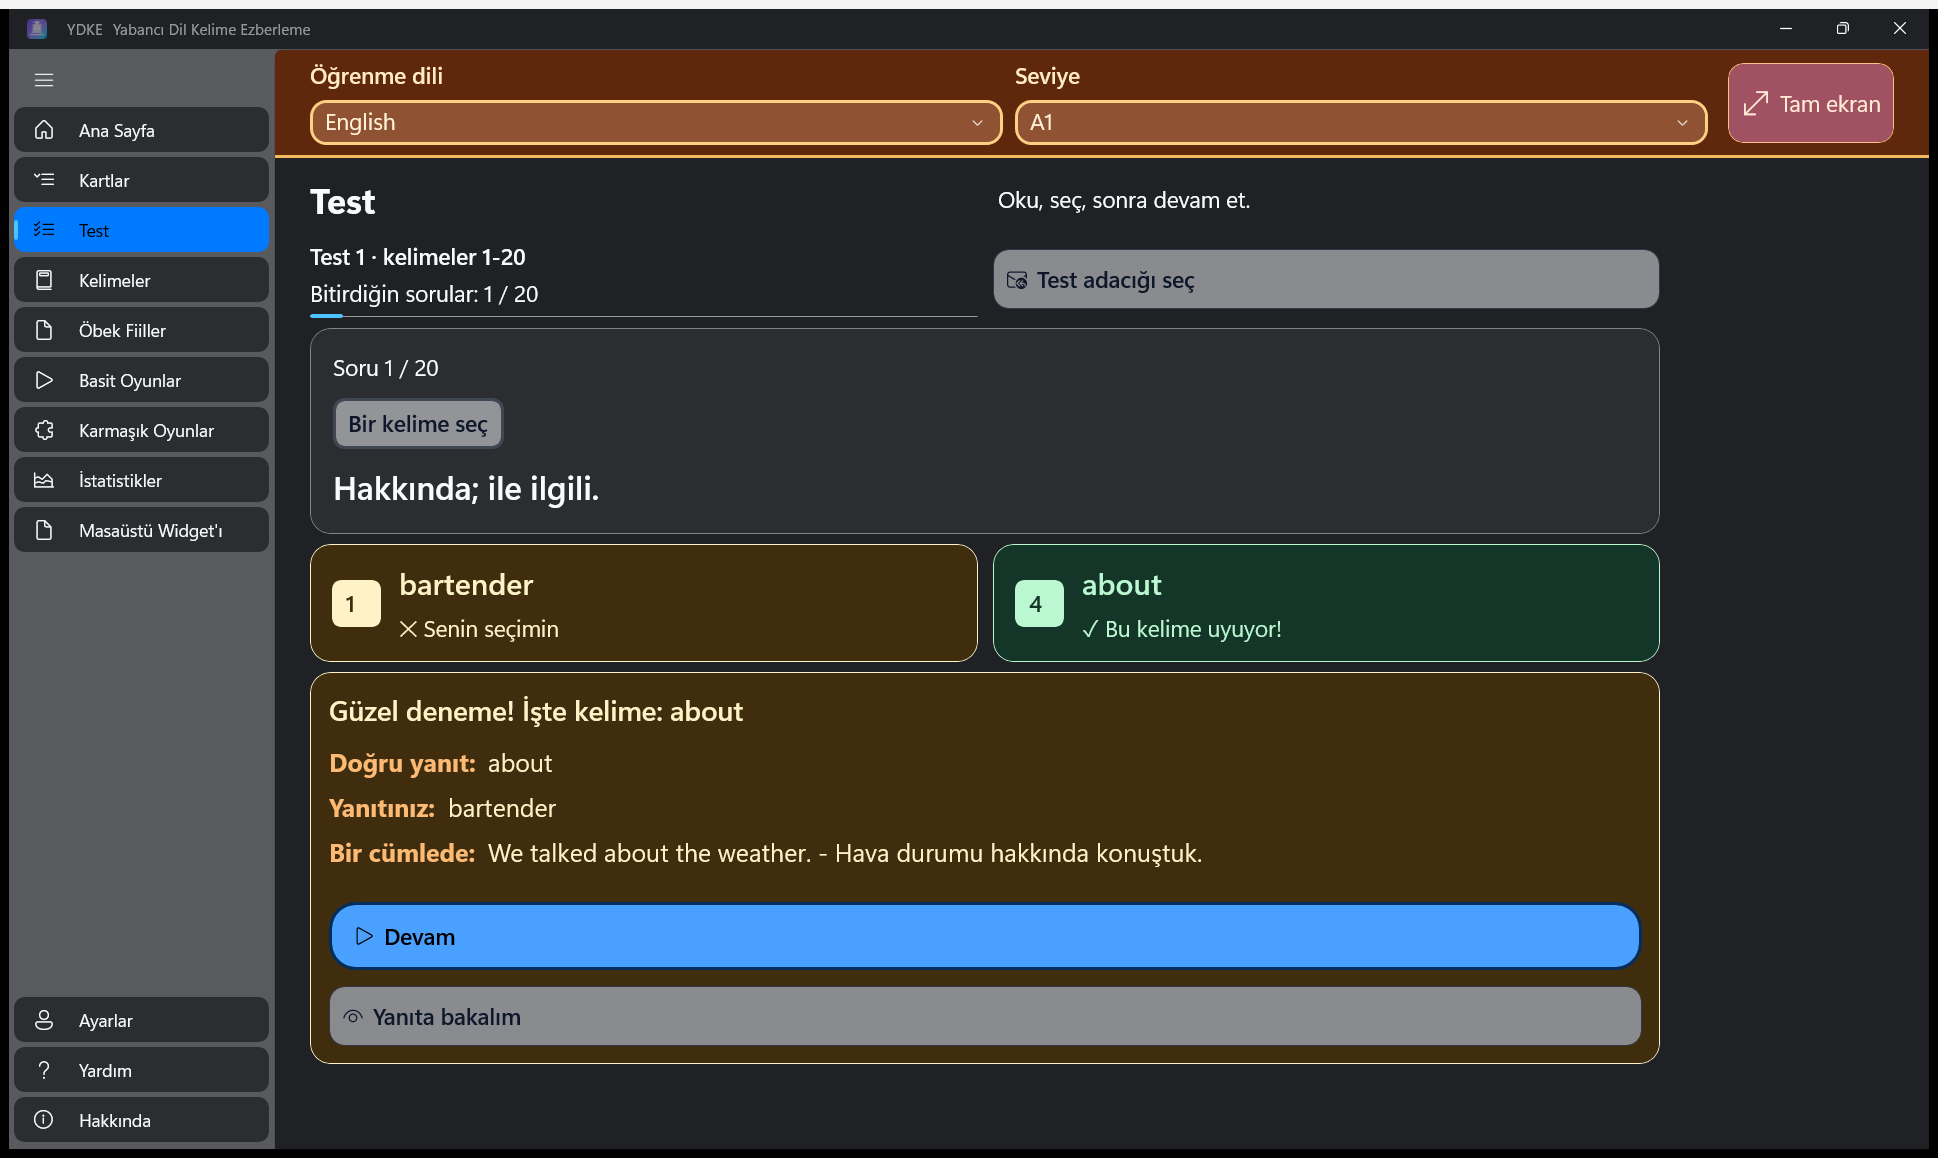 YDKE Yabancı Dil Kelime Ezberleme
Ana Sayfa
Kartlar
Test
Kelimeler
Öbek Fiiller
Basit Oyunlar
Karmaşık Oyunlar
İstatistikler
Masaüstü Widget'ı
Ayarlar
Yardım
Hakkında
Öğrenme dili
English
Seviye
A1
Tam ekran
Test
Oku, seç, sonra devam et.
Test 1 · kelimeler 1-20
Bitirdiğin sorular: 1 / 20
Test adacığı seç
Soru 1 / 20
Bir kelime seç
Hakkında; ile ilgili.
1
bartender
✕ Senin seçimin
4
about
✓ Bu kelime uyuyor!
Güzel deneme! İşte kelime: about
Doğru yanıt: about
Yanıtınız: bartender
Bir cümlede: We talked about the weather. - Hava durumu hakkında konuştuk.
Devam
Yanıta bakalım